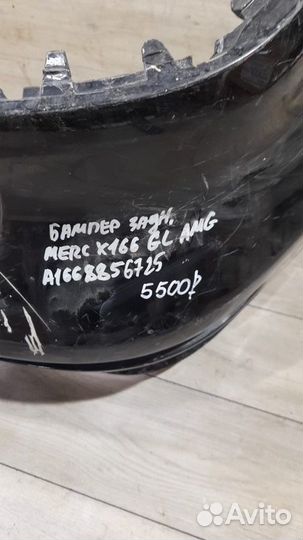 БАМПЕР ЗАДН.
MERC X166 GL AMG
A1668856725
5500₽
Avito